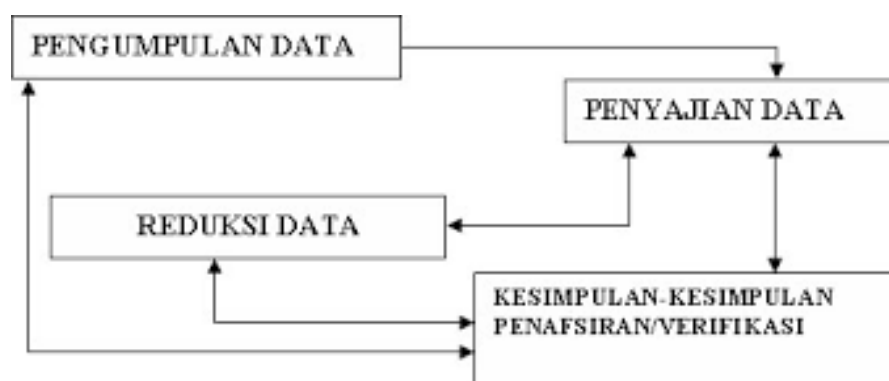 PENGUMPULAN DATA
PENYAJIAN DATA
REDUKSI DATA
KESIMPULAN-KESIMPULAN
PENAFSIRAN/VERIFIKASI